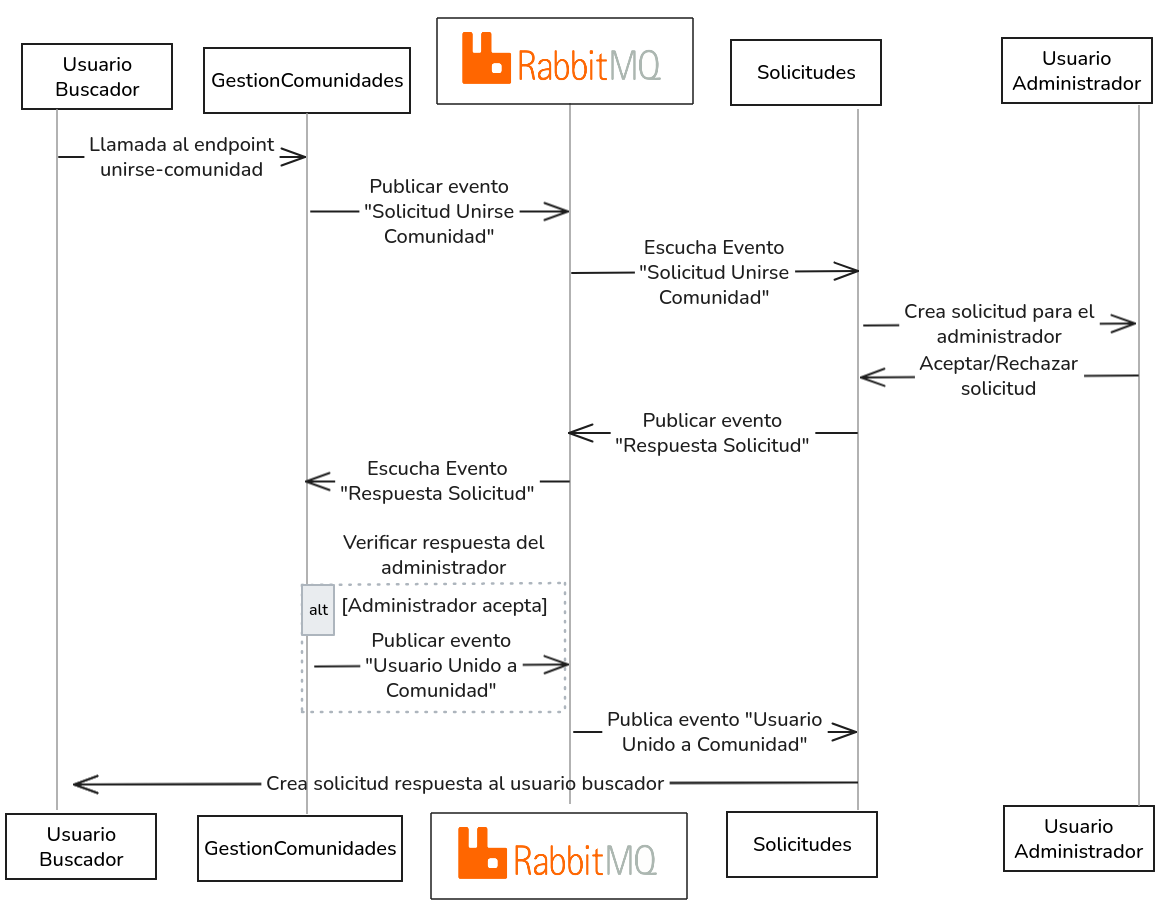 Usuario
Buscador
GestionComunidades
RabbitMQ
Solicitudes
Usuario
Administrador
Llamada al endpoint
unirse-comunidad
Publicar evento
"Solicitud Unirse
Comunidad"
Escucha Evento
"Solicitud Unirse
Comunidad"
Crea solicitud para el
administrador
Aceptar/Rechazar
solicitud
Publicar evento
"Respuesta Solicitud"
Escucha Evento
"Respuesta Solicitud"
Verificar respuesta del
administrador
alt [Administrador acepta]
Publicar evento
"Usuario Unido a
Comunidad"
Publica evento "Usuario
Unido a Comunidad"
Crea solicitud respuesta al usuario buscador
Usuario
Buscador
GestionComunidades
RabbitMQ
Solicitudes
Usuario
Administrador